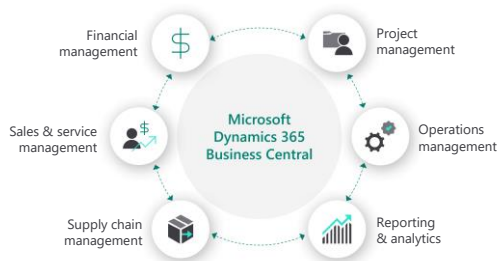 Financial
management
Project
management
Sales & service
management
Microsoft
Dynamics 365
Business Central
Operations
management
Supply chain
management
Reporting
& analytics